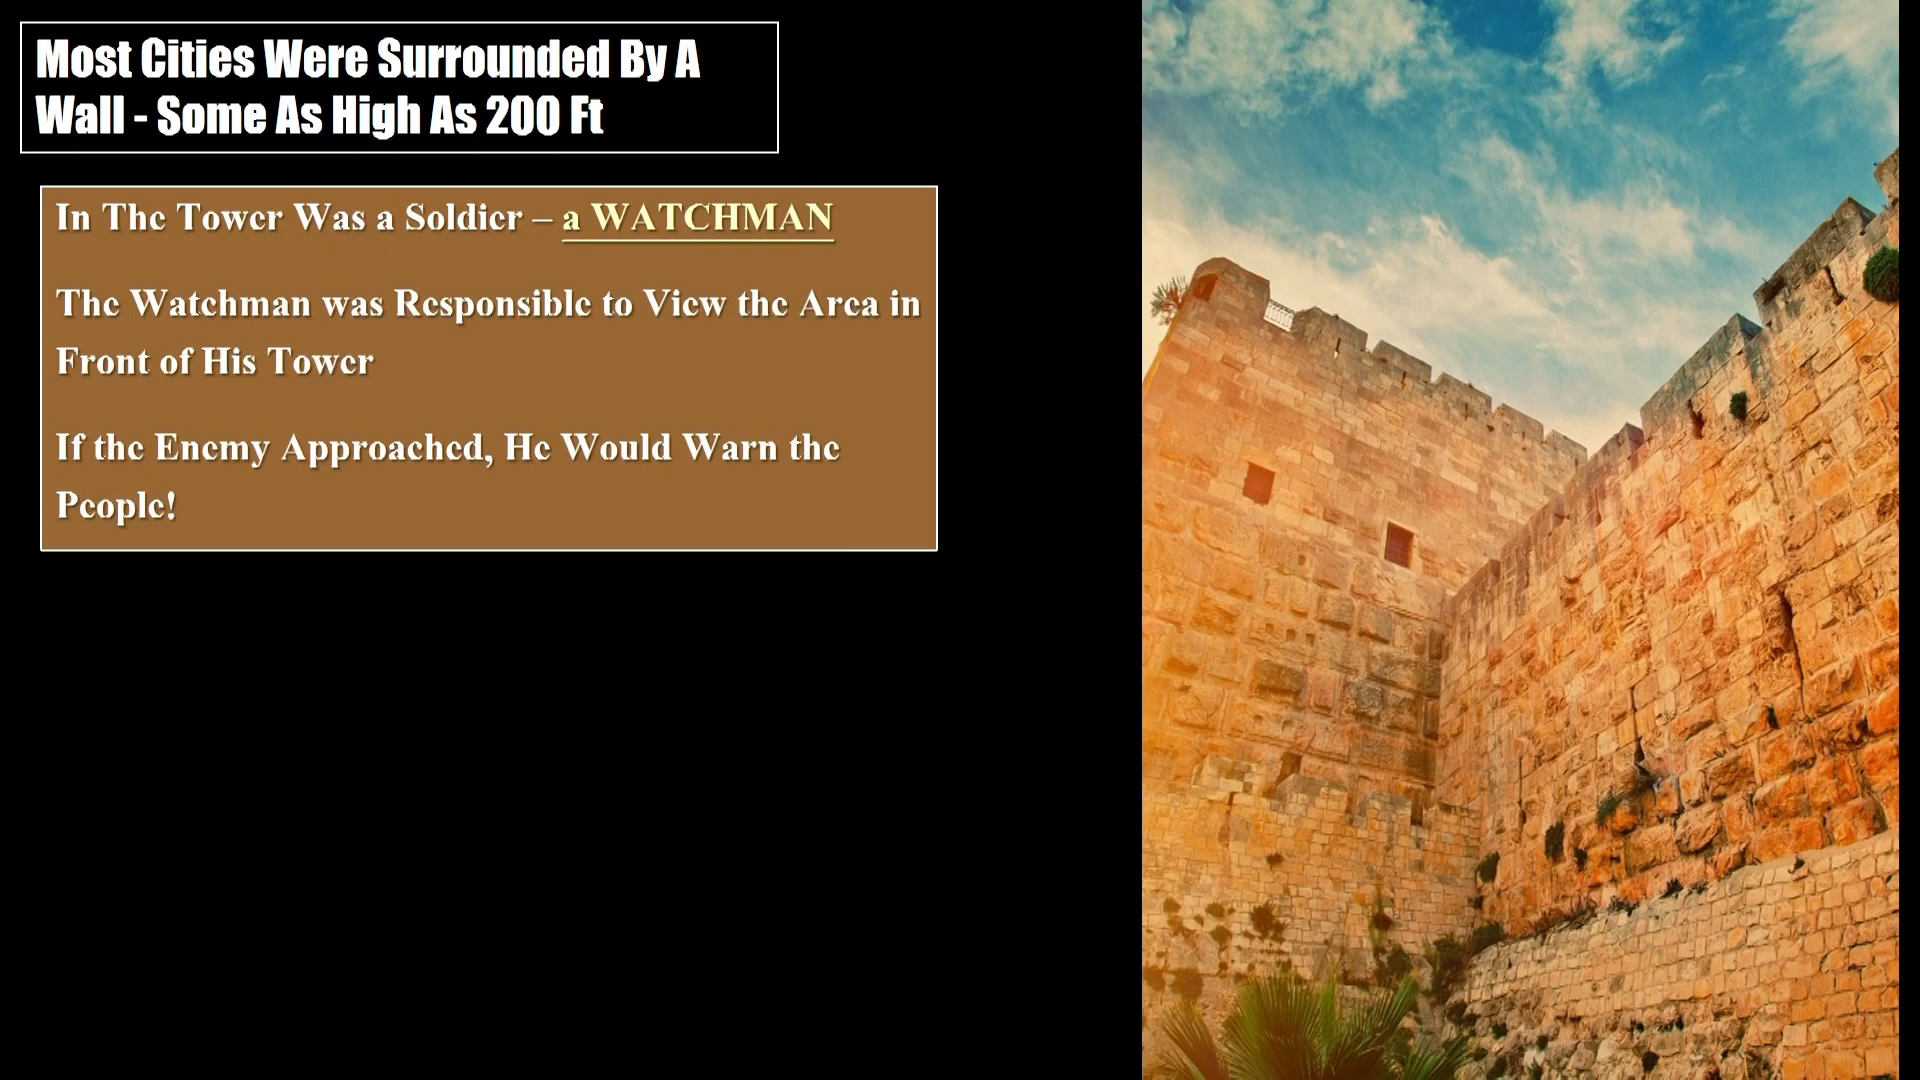 Most Cities Were Surrounded By A
Wall - Some As High As 200 Ft
In The Tower Was a Soldier – a WATCHMAN
The Watchman was Responsible to View the Area in
Front of His Tower
If the Enemy Approached, He Would Warn the
People!